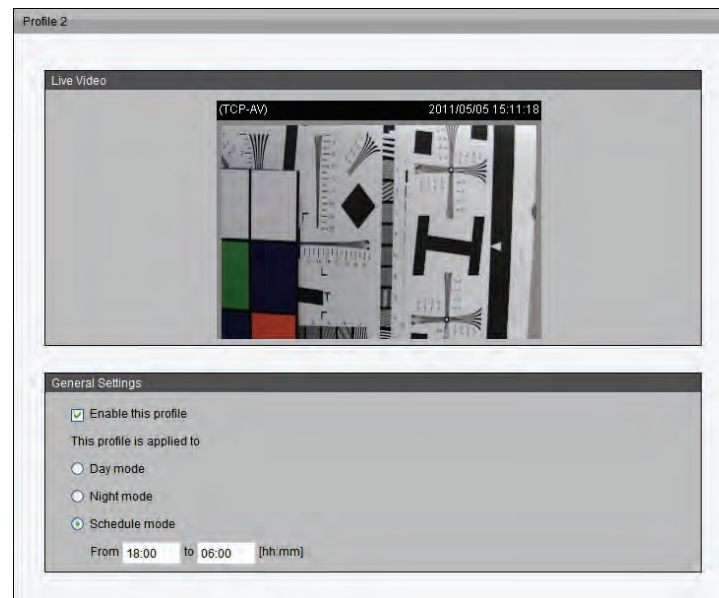 Profile 2
Live Video
(TCP-AV) 2011/05/05 15:11:18
General Settings
Enable this profile
This profile is applied to
Day mode
Night mode
Schedule mode
From 18:00 to 06:00 [hh:mm]